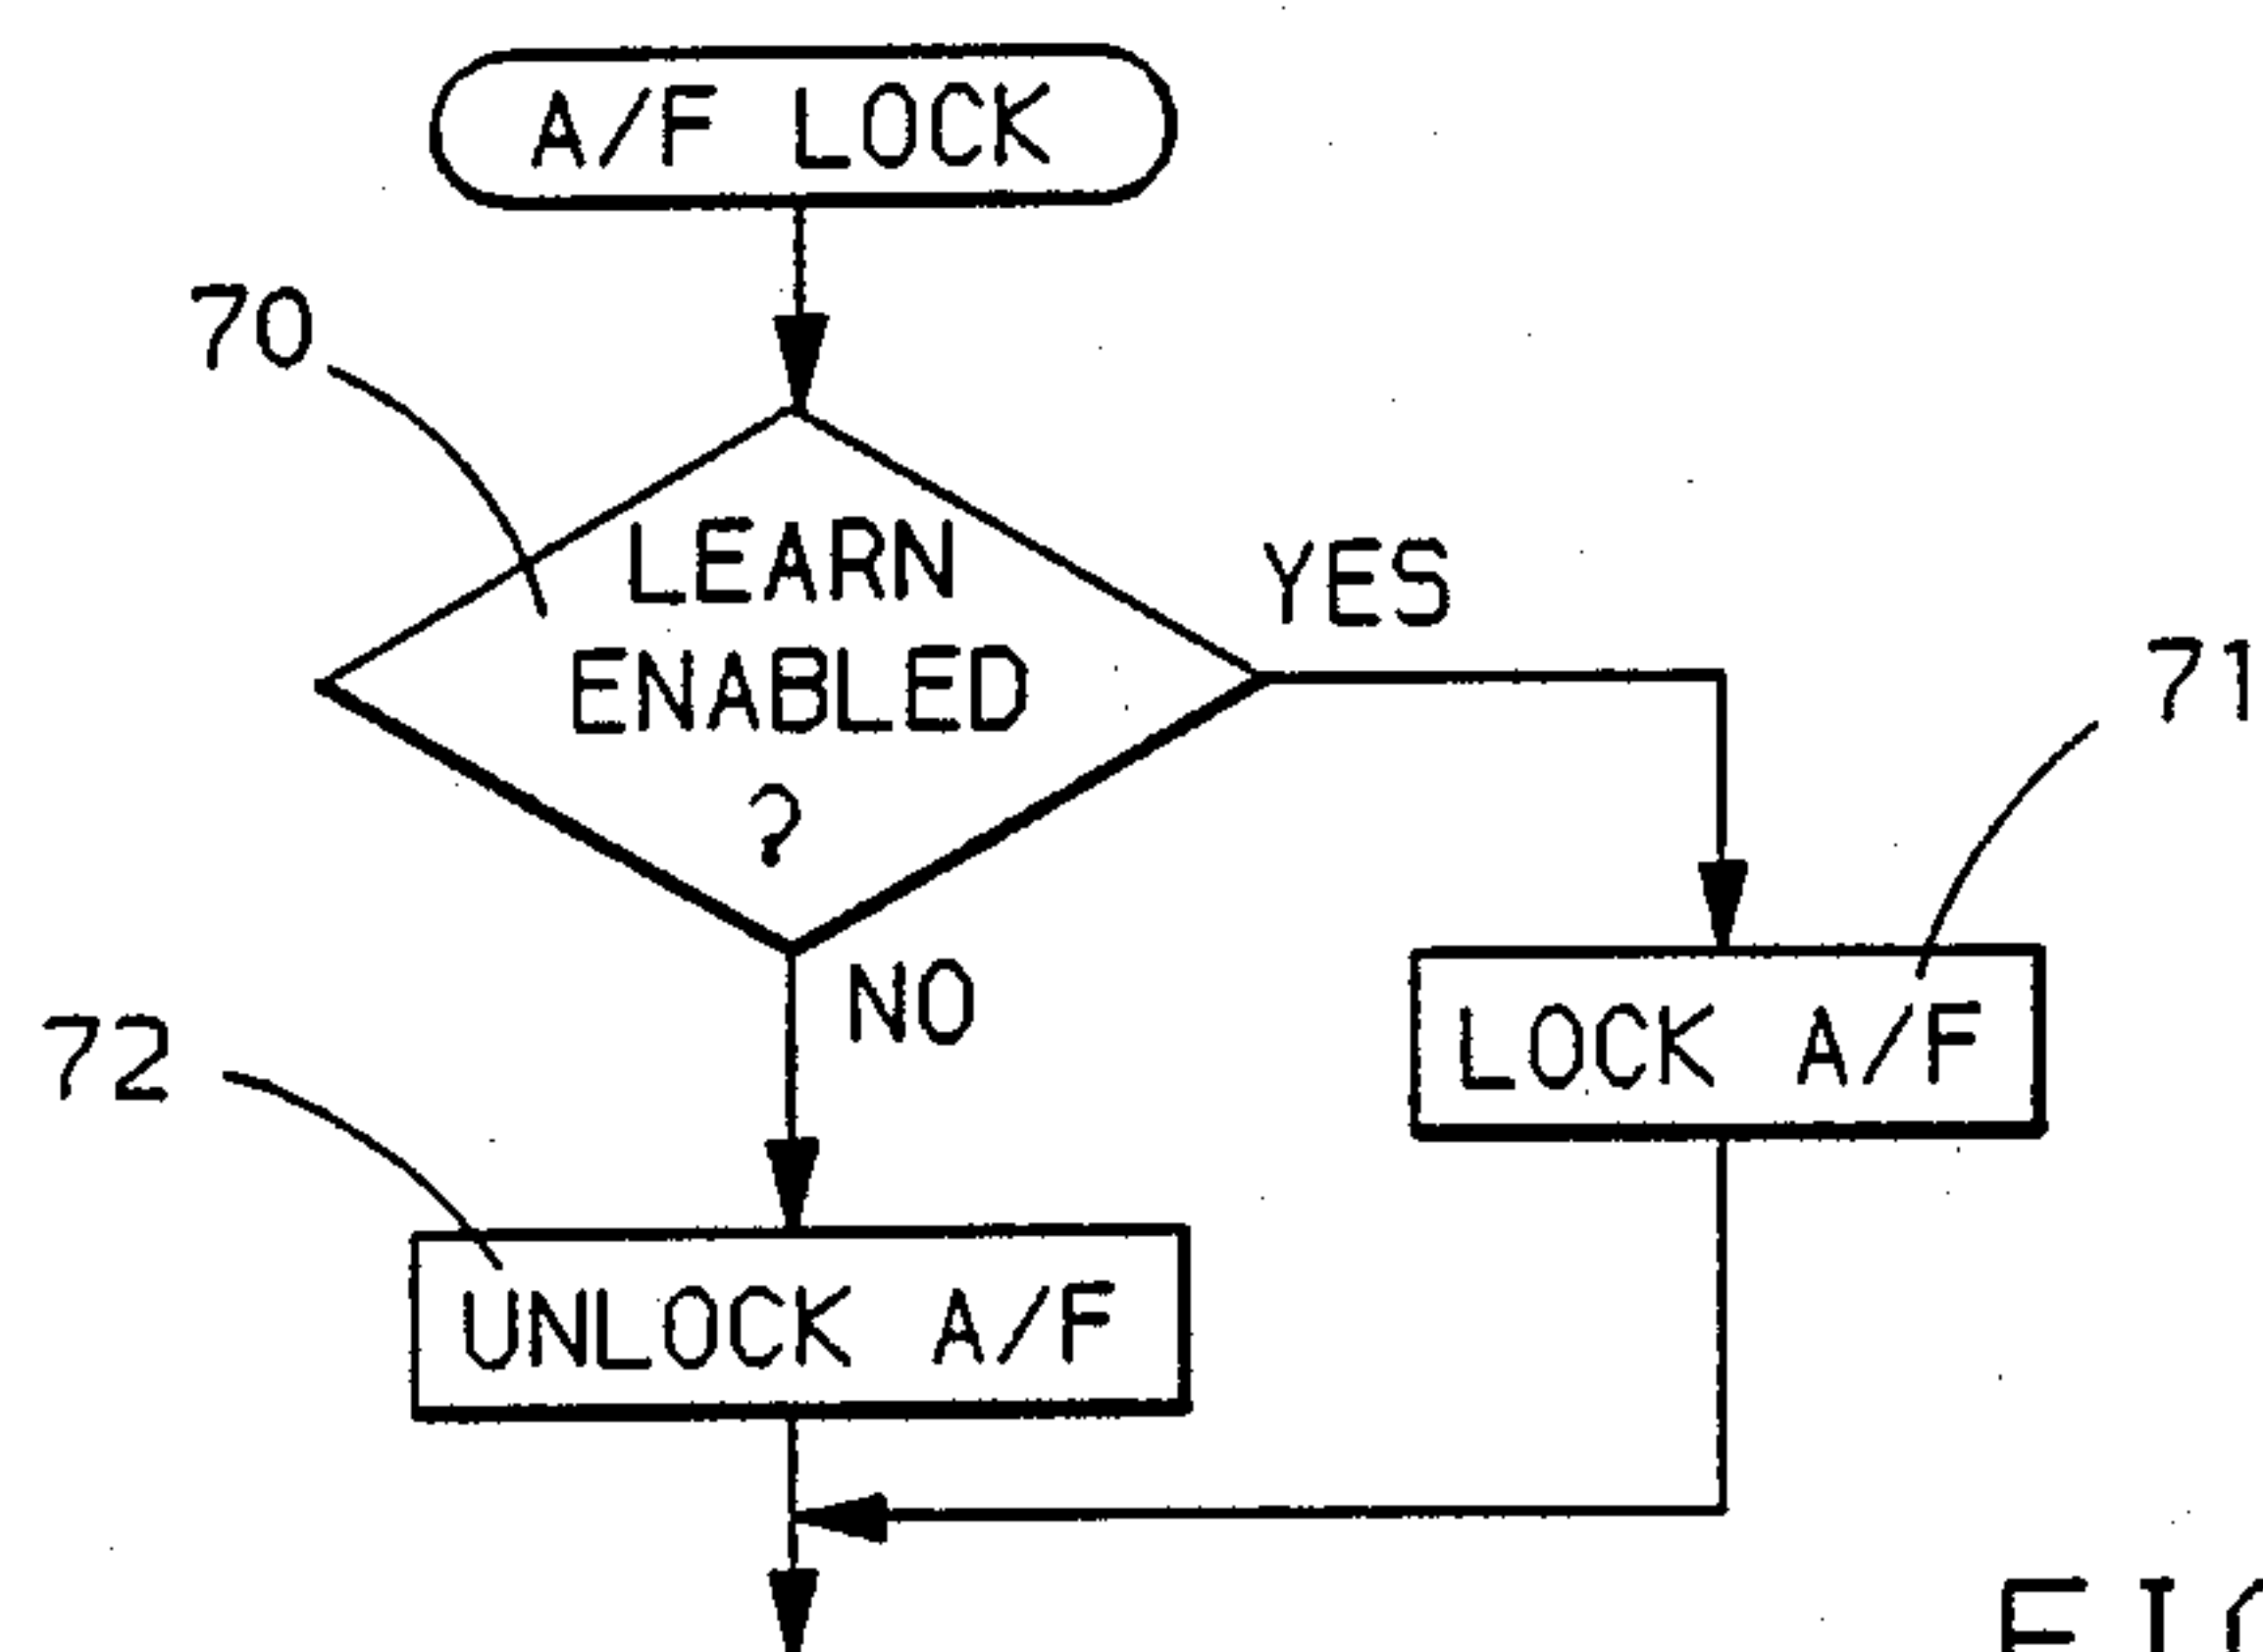 A/F LOCK
70
LEARN
ENABLED
?
YES
71
NO
72
LOCK A/F
UNLOCK A/F